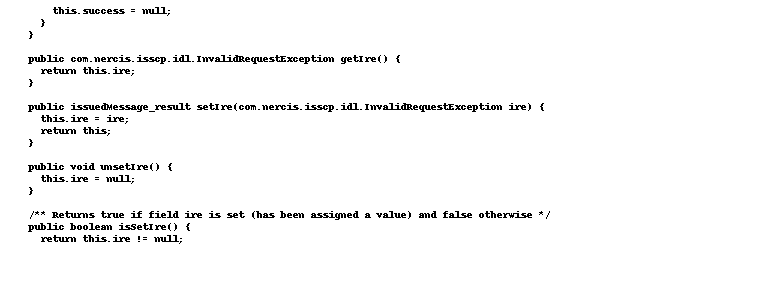 this.success = null;
}
}
public com.nercis.isscp.idl.InvalidRequestException getIre() {
return this.ire;
}
public issuedMessage_result setIre(com.nercis.isscp.idl.InvalidRequestException ire) {
this.ire = ire;
return this;
}
public void unsetIre() {
this.ire = null;
}
/** Returns true if field ire is set (has been assigned a value) and false otherwise */
public boolean isSetIre() {
return this.ire != null;